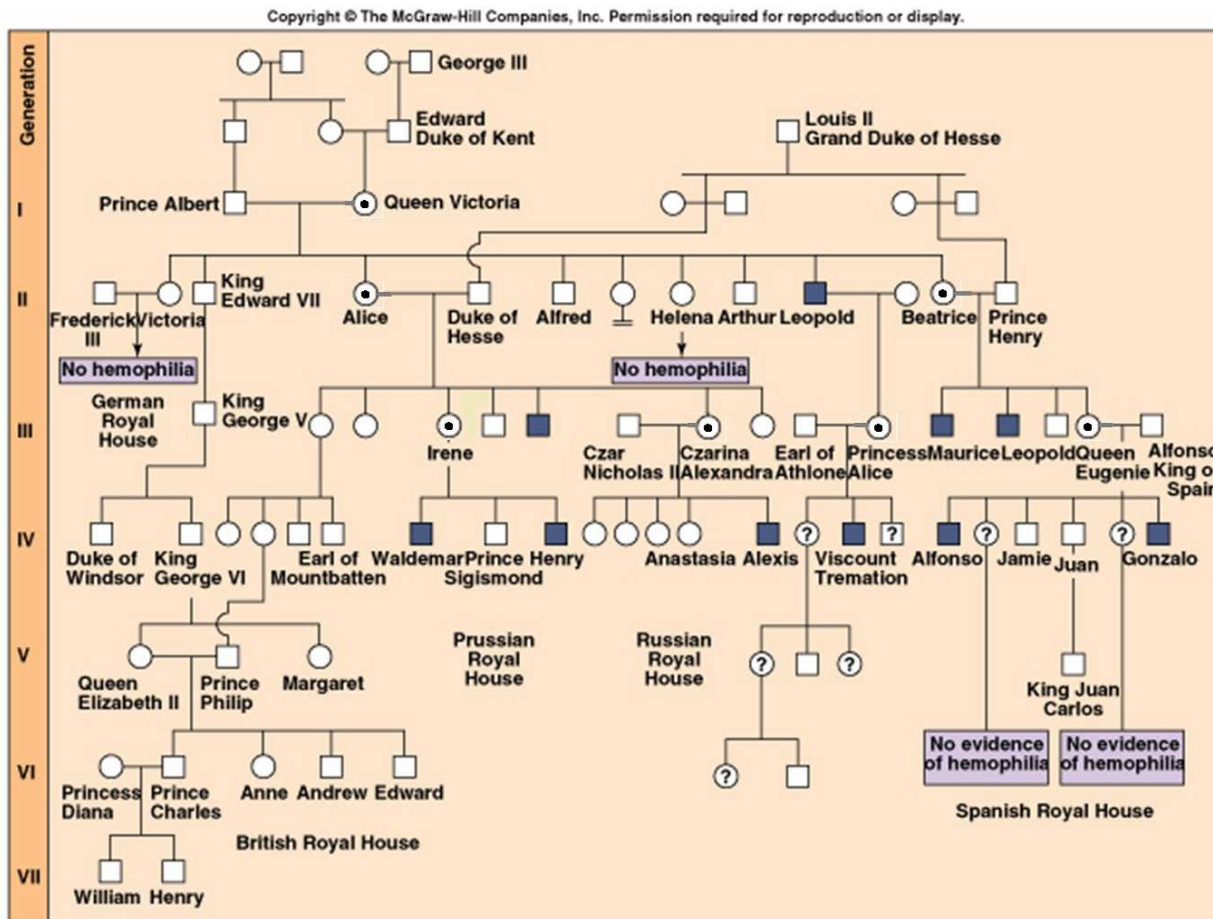 Copyright © The McGraw-Hill Companies, Inc. Permission required for reproduction or display.
Generation
George III
Edward
Duke of Kent
Louis II
Grand Duke of Hesse
I
Prince Albert
Queen Victoria
II
Frederick
III
Victoria
King
Edward VII
Alice
Duke of
Hesse
Alfred
Helena
Arthur
Leopold
Beatrice
Prince
Henry
No hemophilia
No hemophilia
German
Royal
House
III
King
George V
Irene
Czar
Nicholas II
Czarina
Alexandra
Earl of
Athlone
Princess
Alice
Maurice
Leopold
Queen
Eugenie
Alfonso
King o
Spain
IV
? ? ? ?
Duke of
Windsor
King
George VI
Earl of
Mountbatten
Waldemar
Prince
Sigismond
Henry
Anastasia
Alexis
Viscount
Tremation
Alfonso
Jamie
Juan
Gonzalo
V
? ?
Queen
Elizabeth II
Prince
Philip
Margaret
Prussian
Royal
House
Russian
Royal
House
King Juan
Carlos
No evidence
of hemophilia
No evidence
of hemophilia
VI
?
Princess
Diana
Prince
Charles
Anne
Andrew
Edward
Spanish Royal House
British Royal House
VII
William
Henry